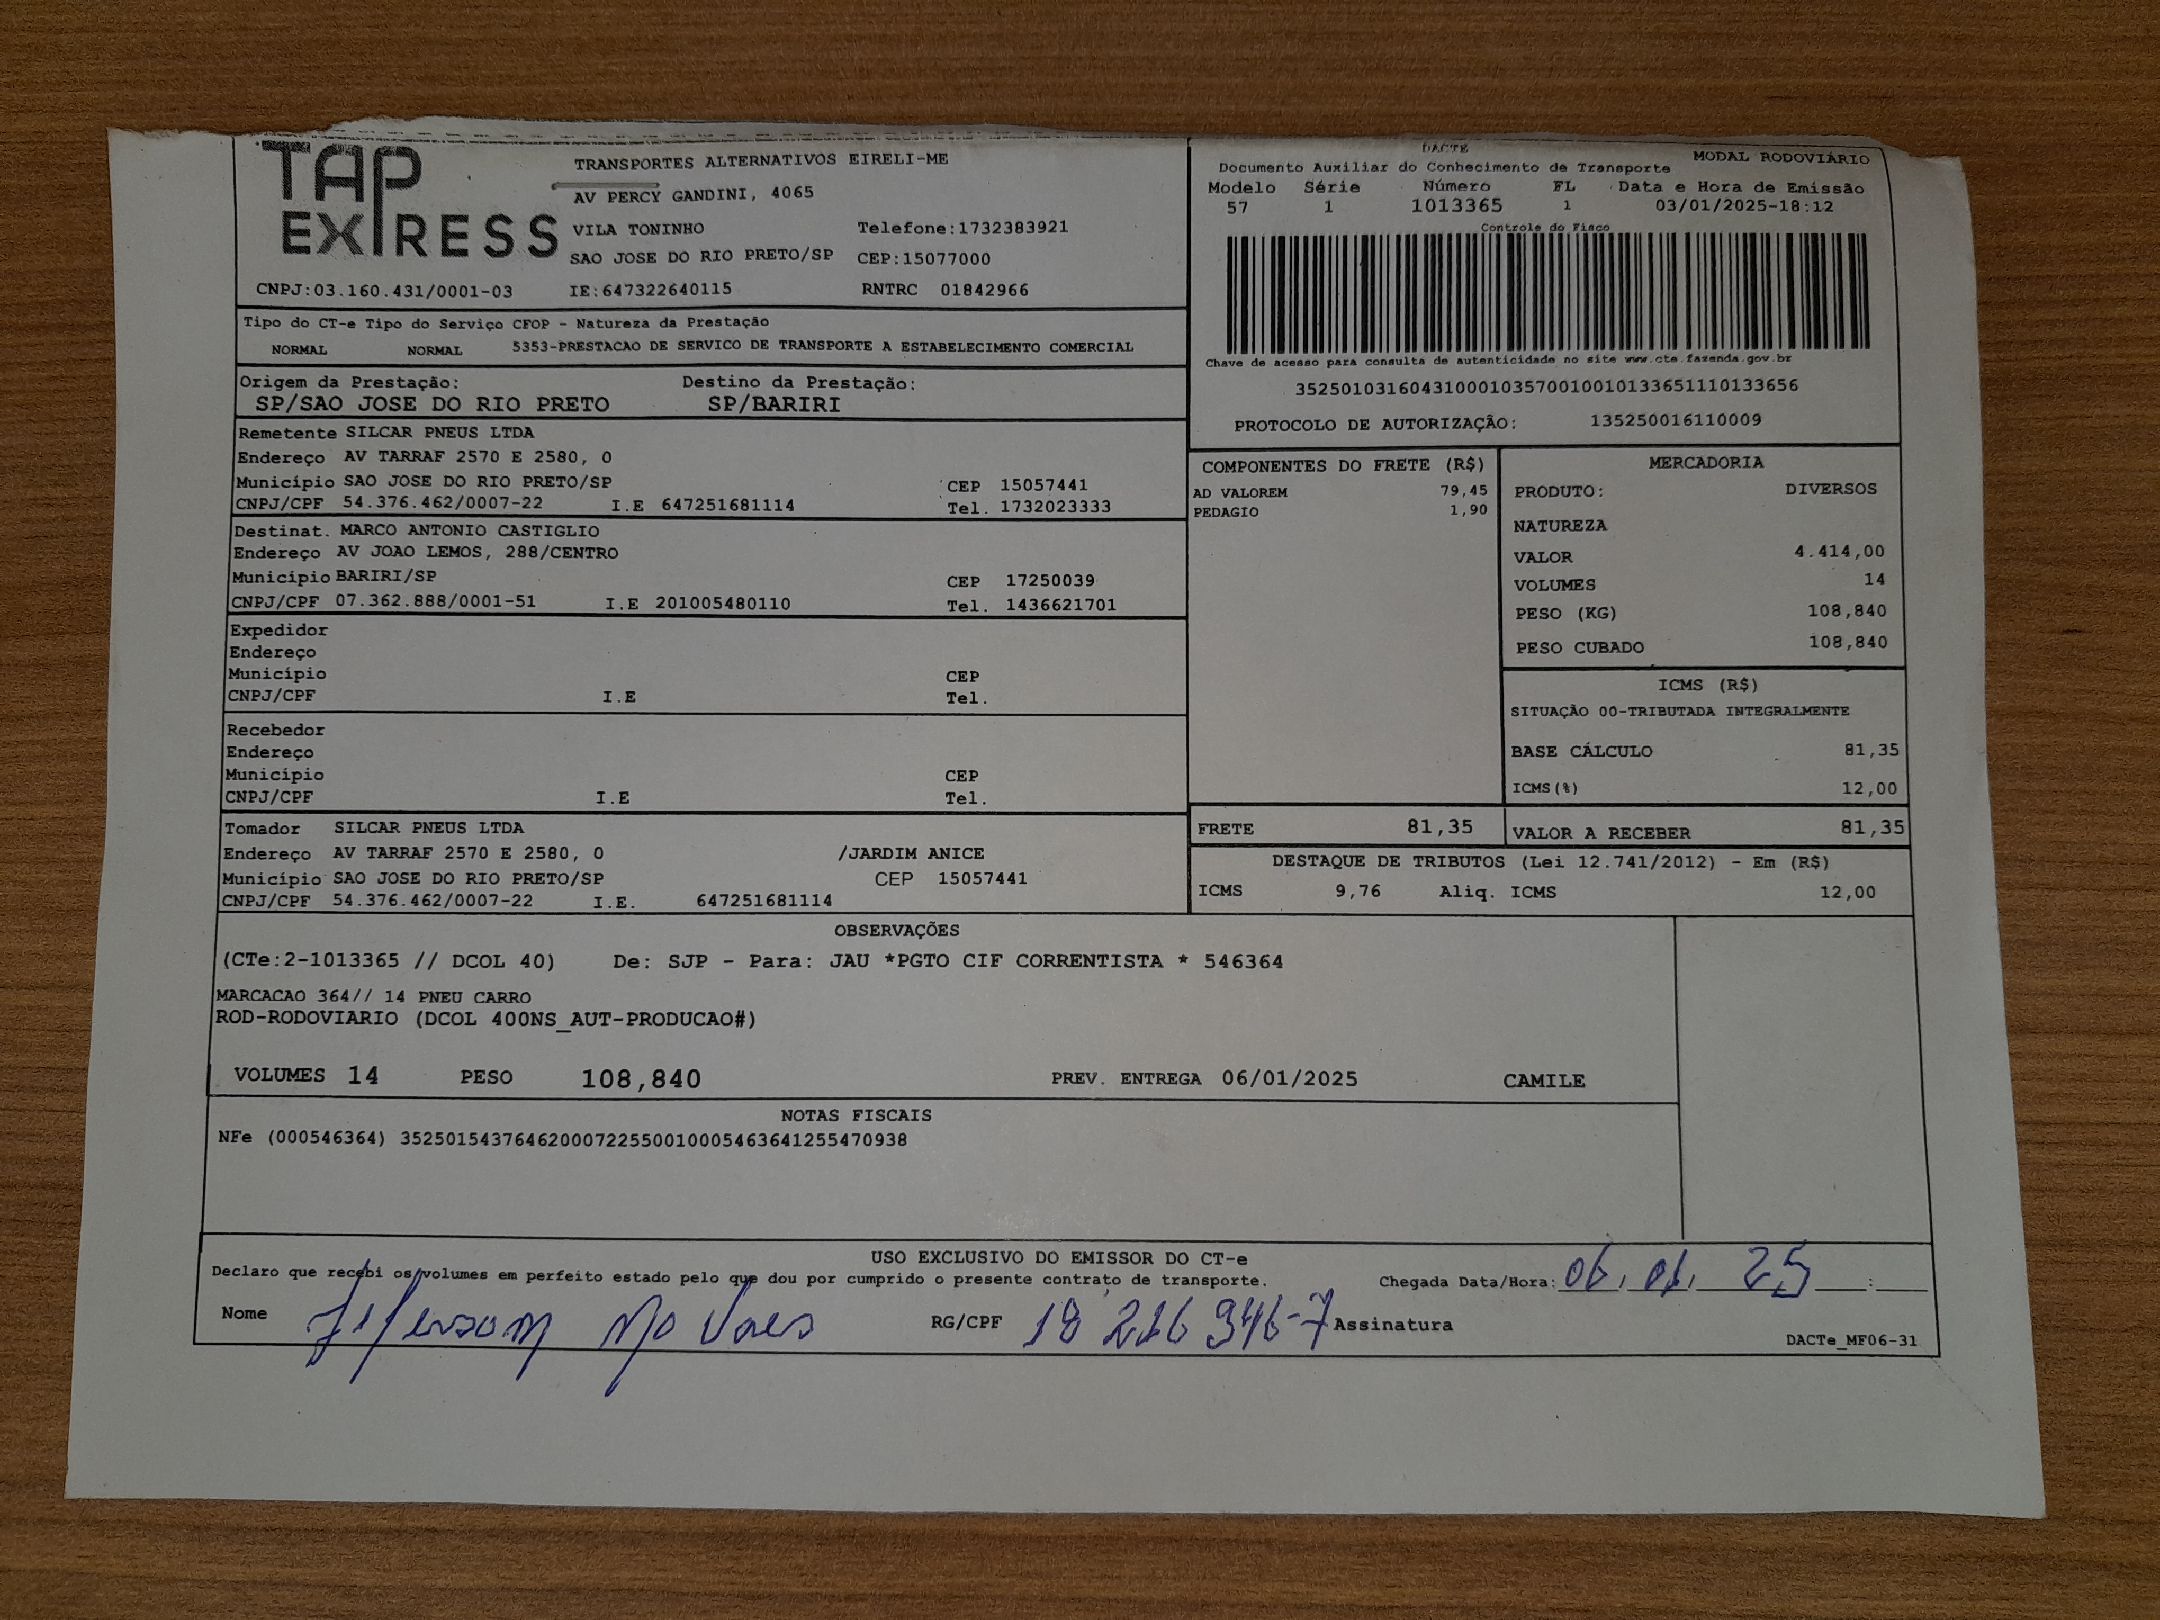 TAP EXPRESS
TRANSPORTES ALTERNATIVOS EIRELI-ME
AV PERCY GANDINI, 4065
VILA TONINHO Telefone:1732383921
SAO JOSE DO RIO PRETO/SP CEP:15077000
CNPJ:03.160.431/0001-03 IE:647322640115 RNTRC 01842966
DACTE MODAL RODOVIÁRIO
Documento Auxiliar do Conhecimento de Transporte
Modelo Série Número FL Data e Hora de Emissão
57 1 1013365 1 03/01/2025-18:12
Controle do Fisco
Chave de acesso para consulta de autenticidade no site www.cte.fazenda.gov.br
35250103160431000103570010010133651110133656
PROTOCOLO DE AUTORIZAÇÃO: 135250016110009
Tipo do CT-e Tipo do Serviço CFOP - Natureza da Prestação
NORMAL NORMAL 5353-PRESTACAO DE SERVICO DE TRANSPORTE A ESTABELECIMENTO COMERCIAL
Origem da Prestação: Destino da Prestação:
SP/SAO JOSE DO RIO PRETO SP/BARIRI
Remetente SILCAR PNEUS LTDA
Endereço AV TARRAF 2570 E 2580, 0
Município SAO JOSE DO RIO PRETO/SP CEP 15057441
CNPJ/CPF 54.376.462/0007-22 I.E 647251681114 Tel. 1732023333
Destinat. MARCO ANTONIO CASTIGLIO
Endereço AV JOAO LEMOS, 288/CENTRO
Município BARIRI/SP CEP 17250039
CNPJ/CPF 07.362.888/0001-51 I.E 201005480110 Tel. 1436621701
Expedidor
Endereço
Município CEP
CNPJ/CPF I.E Tel.
Recebedor
Endereço
Município CEP
CNPJ/CPF I.E Tel.
Tomador SILCAR PNEUS LTDA
Endereço AV TARRAF 2570 E 2580, 0 /JARDIM ANICE
Município SAO JOSE DO RIO PRETO/SP CEP 15057441
CNPJ/CPF 54.376.462/0007-22 I.E. 647251681114
COMPONENTES DO FRETE (R$)
AD VALOREM 79,45
PEDAGIO 1,90
MERCADORIA
PRODUTO: DIVERSOS
NATUREZA
VALOR 4.414,00
VOLUMES 14
PESO (KG) 108,840
PESO CUBADO 108,840
ICMS (R$)
SITUAÇÃO 00-TRIBUTADA INTEGRALMENTE
BASE CÁLCULO 81,35
ICMS(%) 12,00
FRETE 81,35 VALOR A RECEBER 81,35
DESTAQUE DE TRIBUTOS (Lei 12.741/2012) - Em (R$)
ICMS 9,76 Aliq. ICMS 12,00
OBSERVAÇÕES
(CTe:2-1013365 // DCOL 40) De: SJP - Para: JAU *PGTO CIF CORRENTISTA * 546364
MARCACAO 364// 14 PNEU CARRO
ROD-RODOVIARIO (DCOL 400NS_AUT-PRODUCAO#)
VOLUMES 14 PESO 108,840 PREV. ENTREGA 06/01/2025 CAMILE
NOTAS FISCAIS
NFe (000546364) 35250154376462000722550010005463641255470938
USO EXCLUSIVO DO EMISSOR DO CT-e
Declaro que recebi os volumes em perfeito estado pelo que dou por cumprido o presente contrato de transporte. Chegada Data/Hora: 06, 01, 25 :
Nome Jefersom RG/CPF 18 216 946-7 Assinatura
DACTe_MF06-31